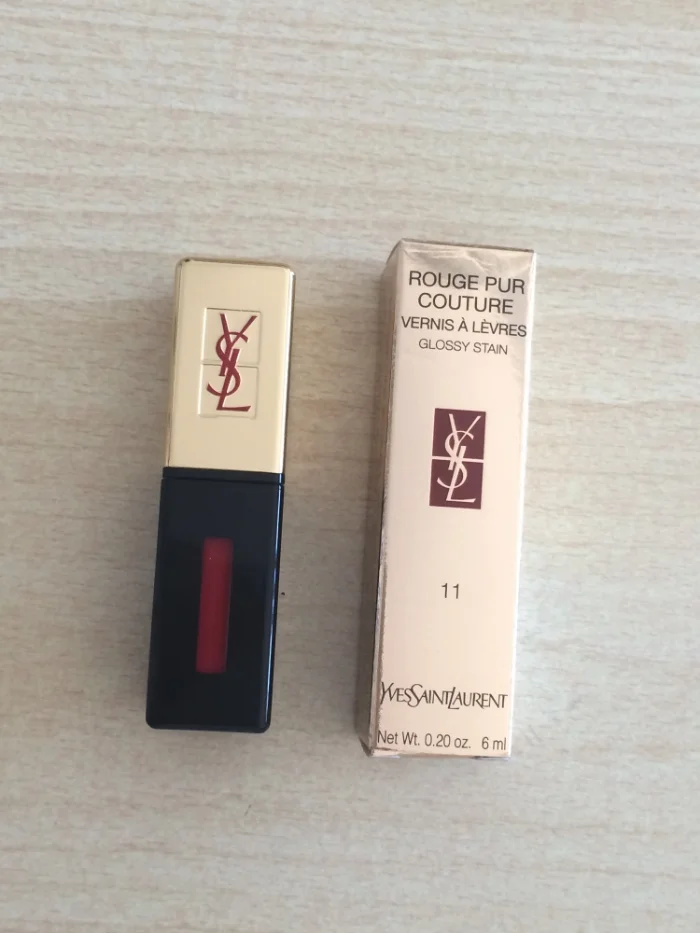 YSL
ROUGE PUR
COUTURE
VERNIS À LÈVRES
GLOSSY STAIN
YSL
11
YVESSAINTLAURENT
Net Wt. 0.20 oz. 6 ml